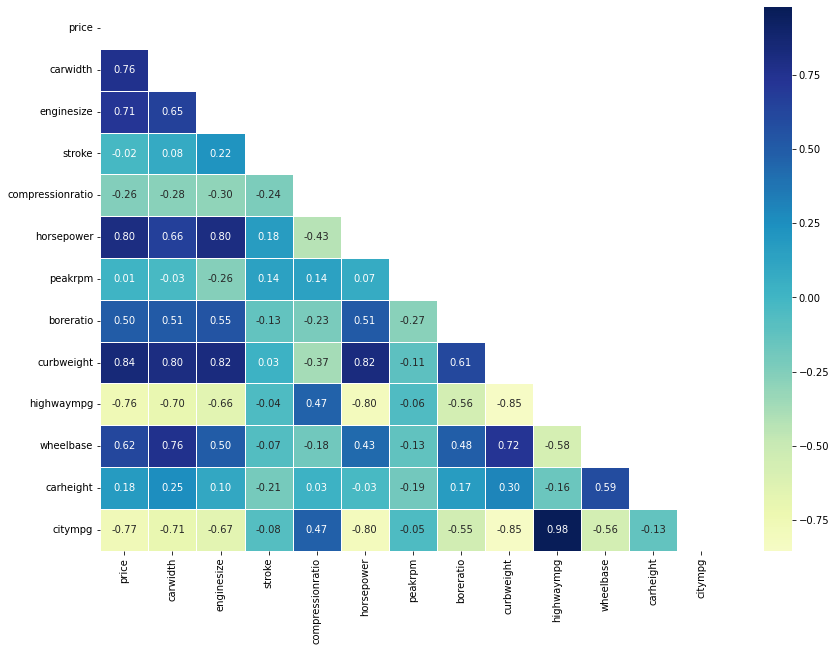 price
carwidth 0.76
enginesize 0.71 0.65
stroke -0.02 0.08 0.22
compressionratio -0.26 -0.28 -0.30 -0.24
horsepower 0.80 0.66 0.80 0.18 -0.43
peakrpm 0.01 -0.03 -0.26 0.14 0.14 0.07
boreratio 0.50 0.51 0.55 -0.13 -0.23 0.51 -0.27
curbweight 0.84 0.80 0.82 0.03 -0.37 0.82 -0.11 0.61
highwaympg -0.76 -0.70 -0.66 -0.04 0.47 -0.80 -0.06 -0.56 -0.85
wheelbase 0.62 0.76 0.50 -0.07 -0.18 0.43 -0.13 0.48 0.72 -0.58
carheight 0.18 0.25 0.10 -0.21 0.03 -0.03 -0.19 0.17 0.30 -0.16 0.59
citympg -0.77 -0.71 -0.67 -0.08 0.47 -0.80 -0.05 -0.55 -0.85 0.98 -0.56 -0.13
price carwidth enginesize stroke compressionratio horsepower peakrpm boreratio curbweight highwaympg wheelbase carheight citympg
0.75
0.50
0.25
0.00
-0.25
-0.50
-0.75